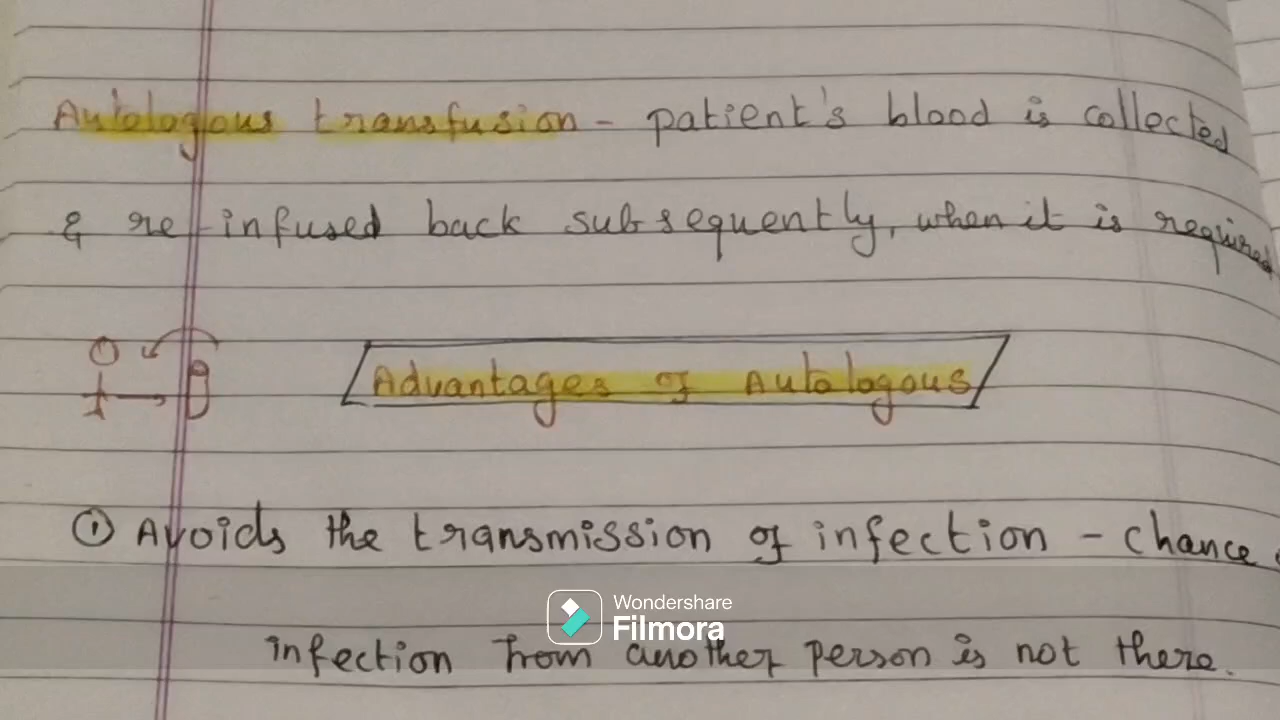 Autologous transfusion - patient's blood is collected
& re-infused back subsequently, when it is required
Advantages of Autologous
① Avoids the transmission of infection - chance
infection from another person is not there.
Wondershare
Filmora